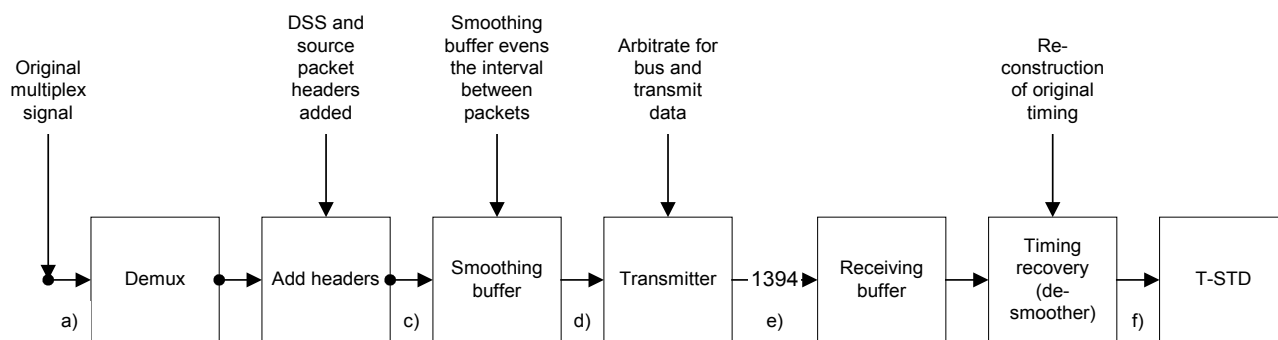 Original
multiplex
signal
DSS and
source
packet
headers
added
Smoothing
buffer evens
the interval
between
packets
Arbitrate for
bus and
transmit
data
Re-
construction
of original
timing
Demux
Add headers
Smoothing
buffer
Transmitter
1394
Receiving
buffer
Timing
recovery
(de-
smoother)
T-STD
a)
c)
d)
e)
f)